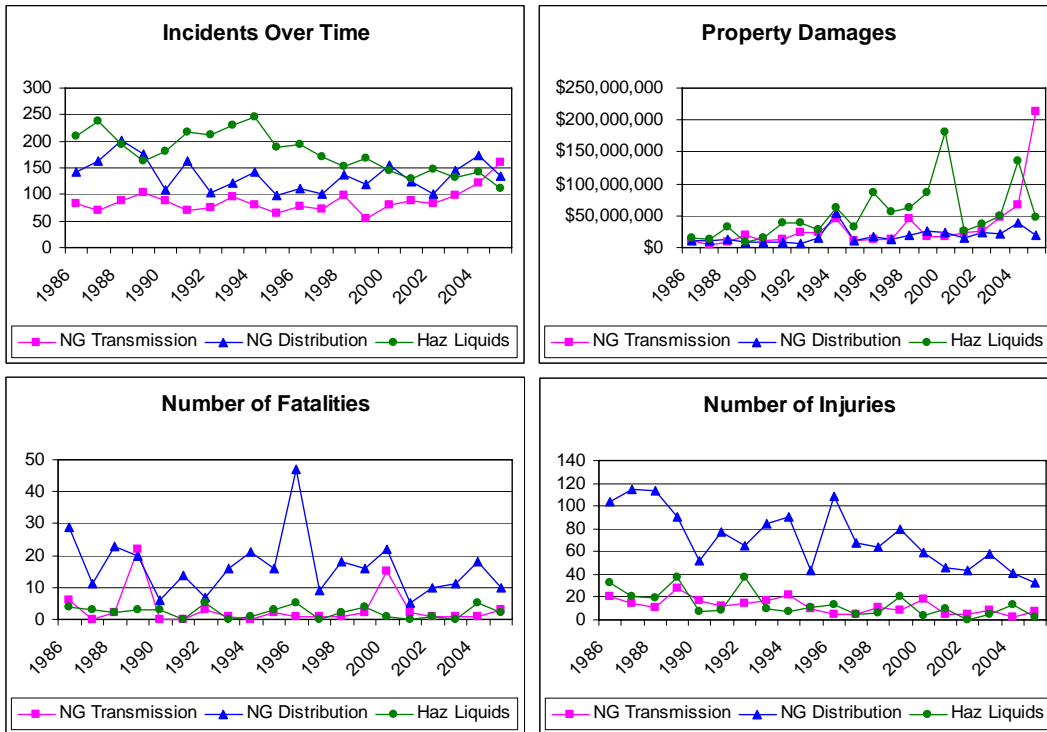 Incidents Over Time
300
250
200
150
100
50
0
1986 1988 1990 1992 1994 1996 1998 2000 2002 2004
NG Transmission NG Distribution Haz Liquids
Property Damages
$250,000,000
$200,000,000
$150,000,000
$100,000,000
$50,000,000
$0
1986 1988 1990 1992 1994 1996 1998 2000 2002 2004
NG Transmission NG Distribution Haz Liquids
Number of Fatalities
50
40
30
20
10
0
1986 1988 1990 1992 1994 1996 1998 2000 2002 2004
NG Transmission NG Distribution Haz Liquids
Number of Injuries
140
120
100
80
60
40
20
0
1986 1988 1990 1992 1994 1996 1998 2000 2002 2004
NG Transmission NG Distribution Haz Liquids